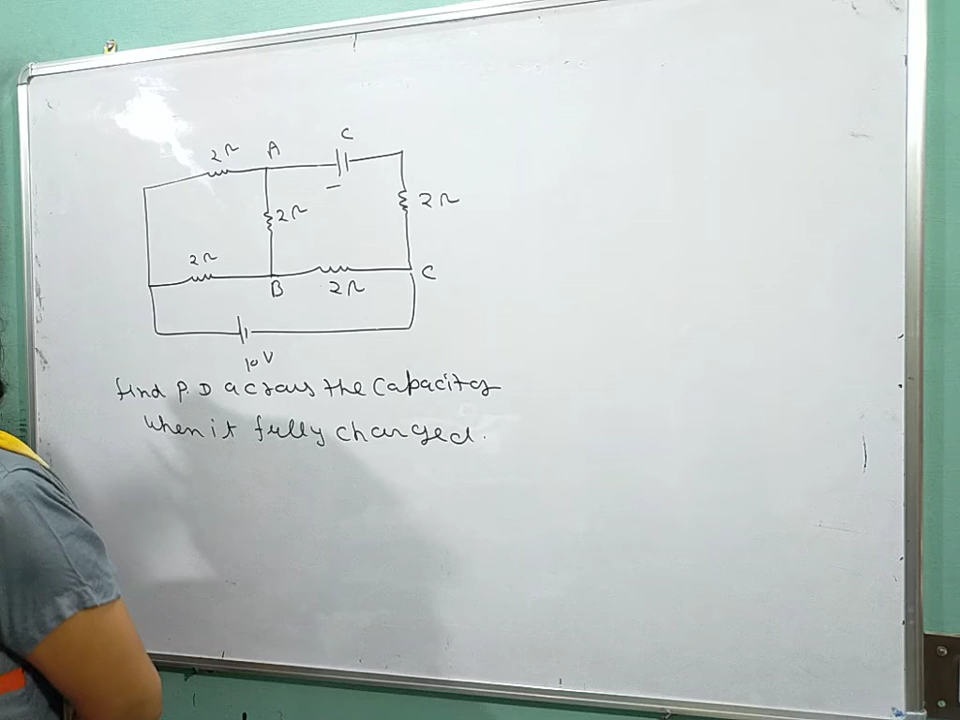 C
2Ω A
2Ω 2Ω
2Ω
B 2Ω C
10V
find P.D across the capacitor
when it fully charged.